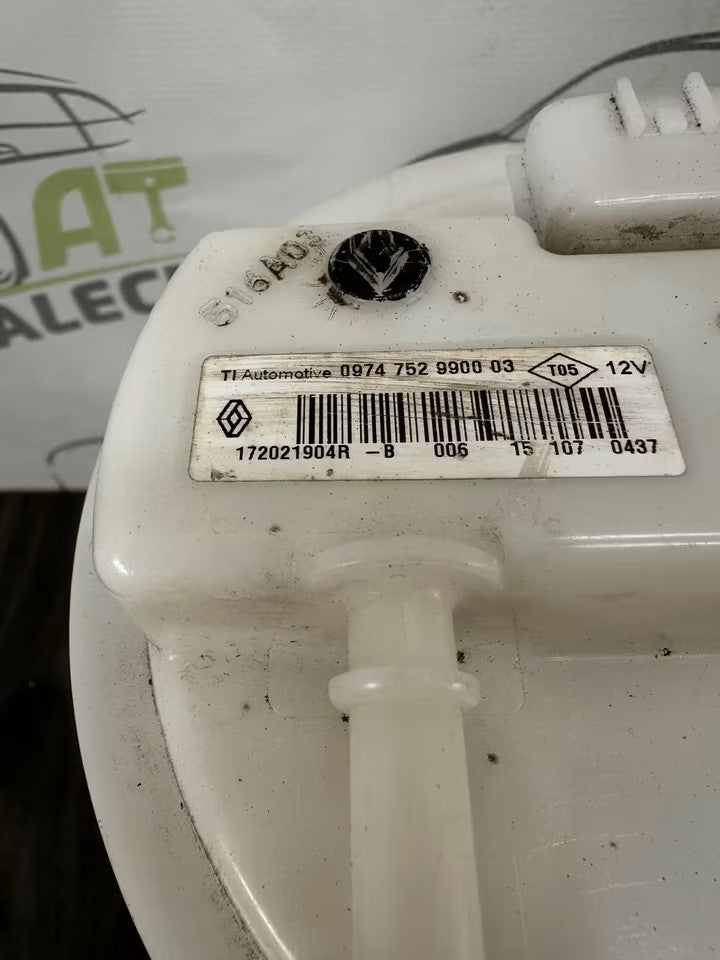 AT
ALEC
516A03
TI Automotive 0974 752 9900 03 T05 12V
172021904R -B 006 15 107 0437